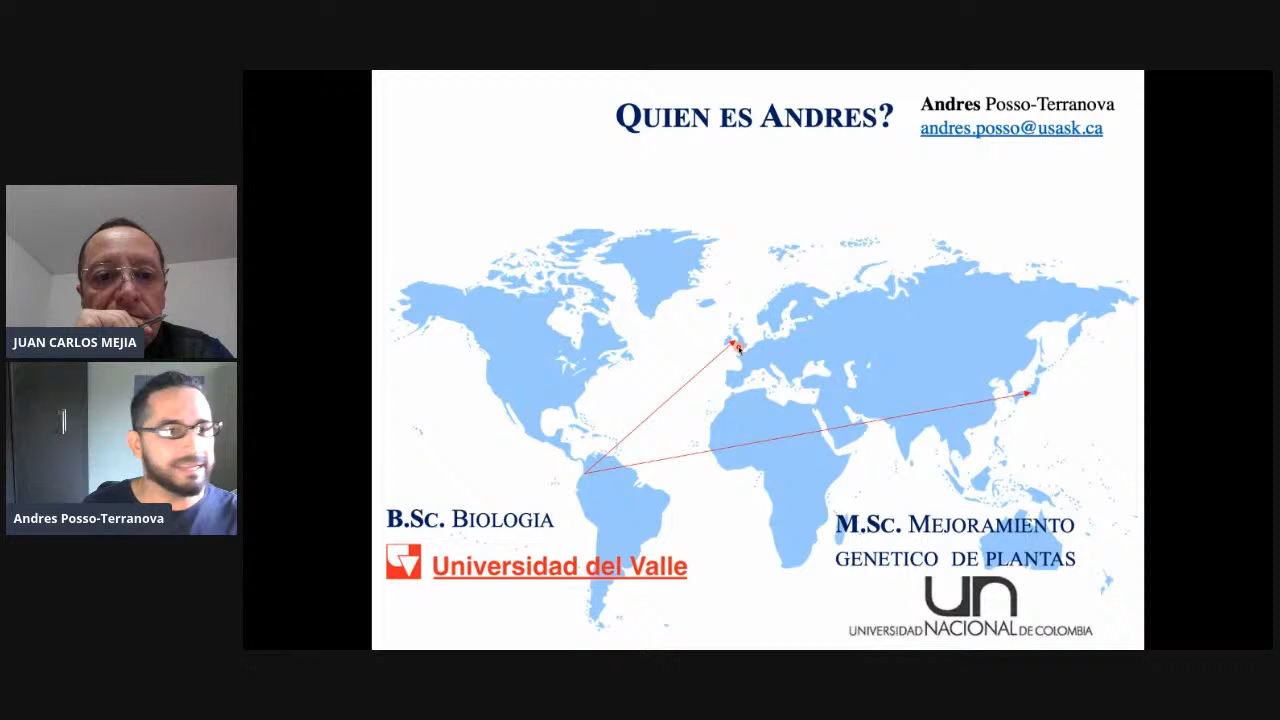 QUIEN ES ANDRES?
Andres Posso-Terranova
andres.posso@usask.ca
JUAN CARLOS MEJIA
Andres Posso-Terranova
B.SC. BIOLOGIA
Universidad del Valle
M.SC. MEJORAMIENTO
GENETICO DE PLANTAS
un
UNIVERSIDAD NACIONAL DE COLOMBIA